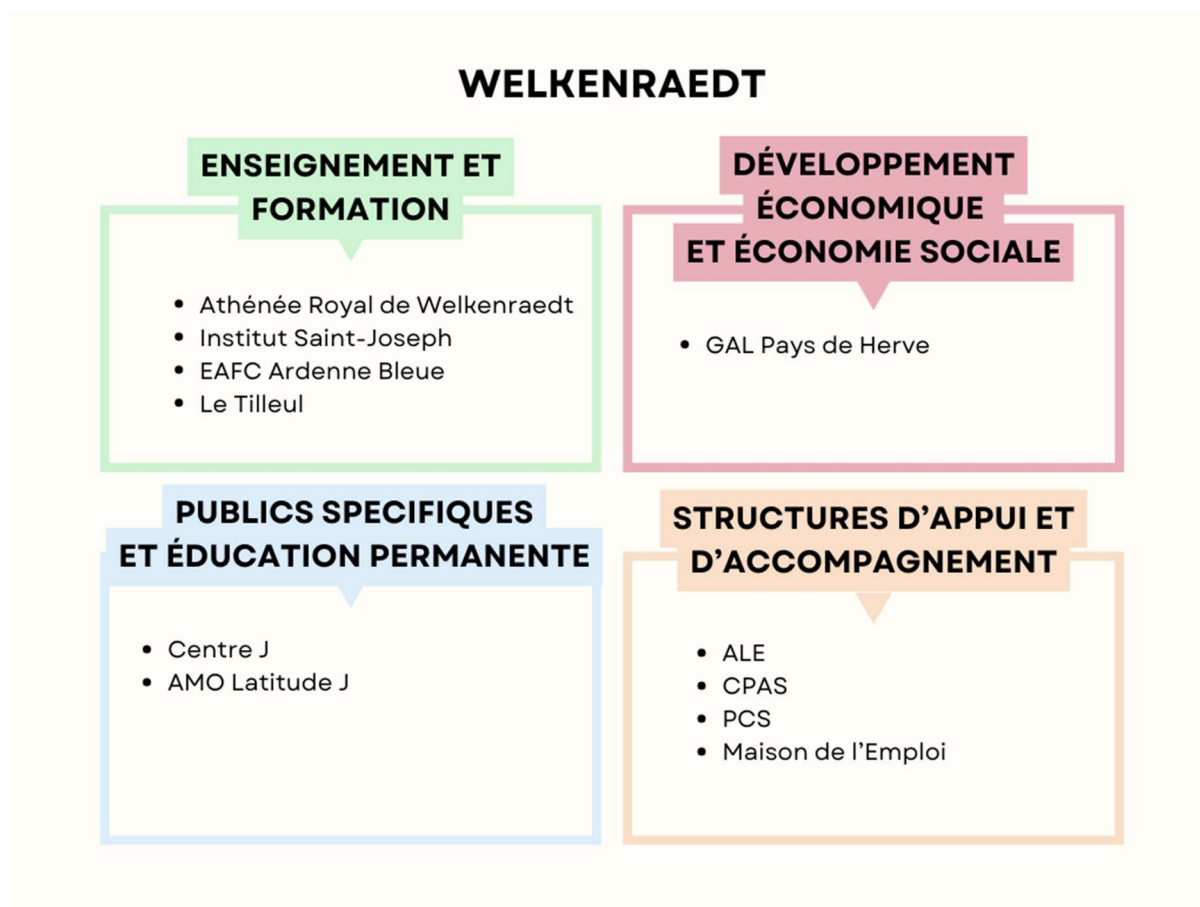 WELKENRAEDT
ENSEIGNEMENT ET
FORMATION
• Athénée Royal de Welkenraedt
• Institut Saint-Joseph
• EAFC Ardenne Bleue
• Le Tilleul
DÉVELOPPEMENT
ÉCONOMIQUE
ET ÉCONOMIE SOCIALE
• GAL Pays de Herve
PUBLICS SPECIFIQUES
ET ÉDUCATION PERMANENTE
• Centre J
• AMO Latitude J
STRUCTURES D’APPUI ET
D’ACCOMPAGNEMENT
• ALE
• CPAS
• PCS
• Maison de l’Emploi